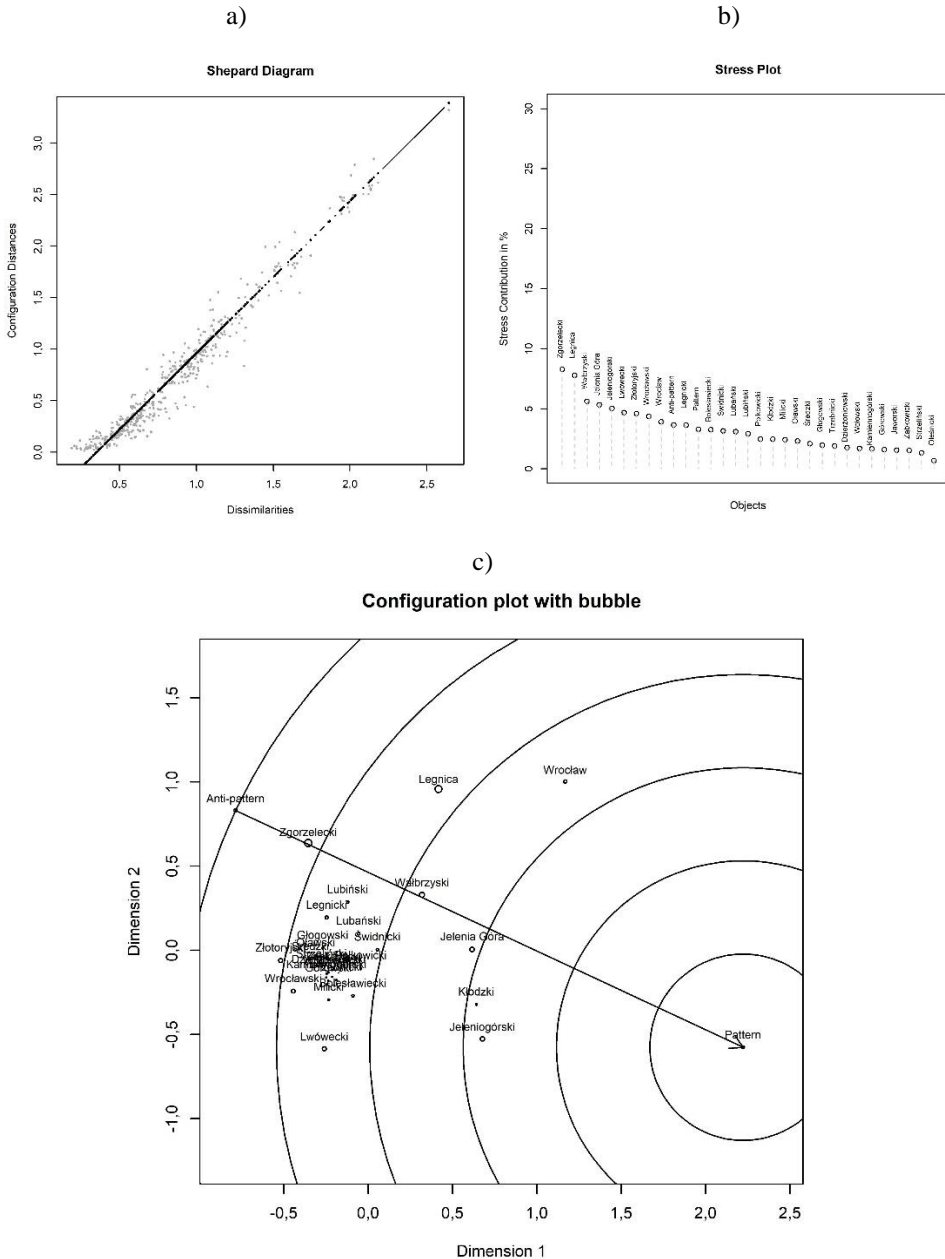 a)
b)
Shepard Diagram
Stress Plot
Configuration Distances
0.0
0.5
1.0
1.5
2.0
2.5
3.0
0.5
1.0
1.5
2.0
2.5
Dissimilarities
Stress Contribution in %
0
5
10
15
20
25
30
Zgorzelecki
Legnica
Wałbrzyski
Jelenia Góra
Jeleniogórski
Lwówecki
Złotoryjski
Wrocławski
Wrocław
Anti-pattern
Legnicki
Pattern
Bolesławiecki
Świdnicki
Lubański
Lubiński
Polkowicki
Kłodzki
Milicki
Oławski
Średzki
Głogowski
Trzebnicki
Dzierżoniowski
Wołowski
Kamiennogórski
Górowski
Jaworski
Ząbkowicki
Strzeliński
Oleśnicki
Objects
c)
Configuration plot with bubble
Dimension 2
1,5
1,0
0,5
0,0
-0,5
-1,0
Legnica
Wrocław
Anti-pattern
Zgorzelecki
Wałbrzyski
Lubiński
Legnicki
Lubański
Głogowski
Świdnicki
Jelenia Góra
Złotoryjski
Wrocławski
Milicki
Kłodzki
Lwówecki
Jeleniogórski
Pattern
-0,5
0,0
0,5
1,0
1,5
2,0
2,5
Dimension 1